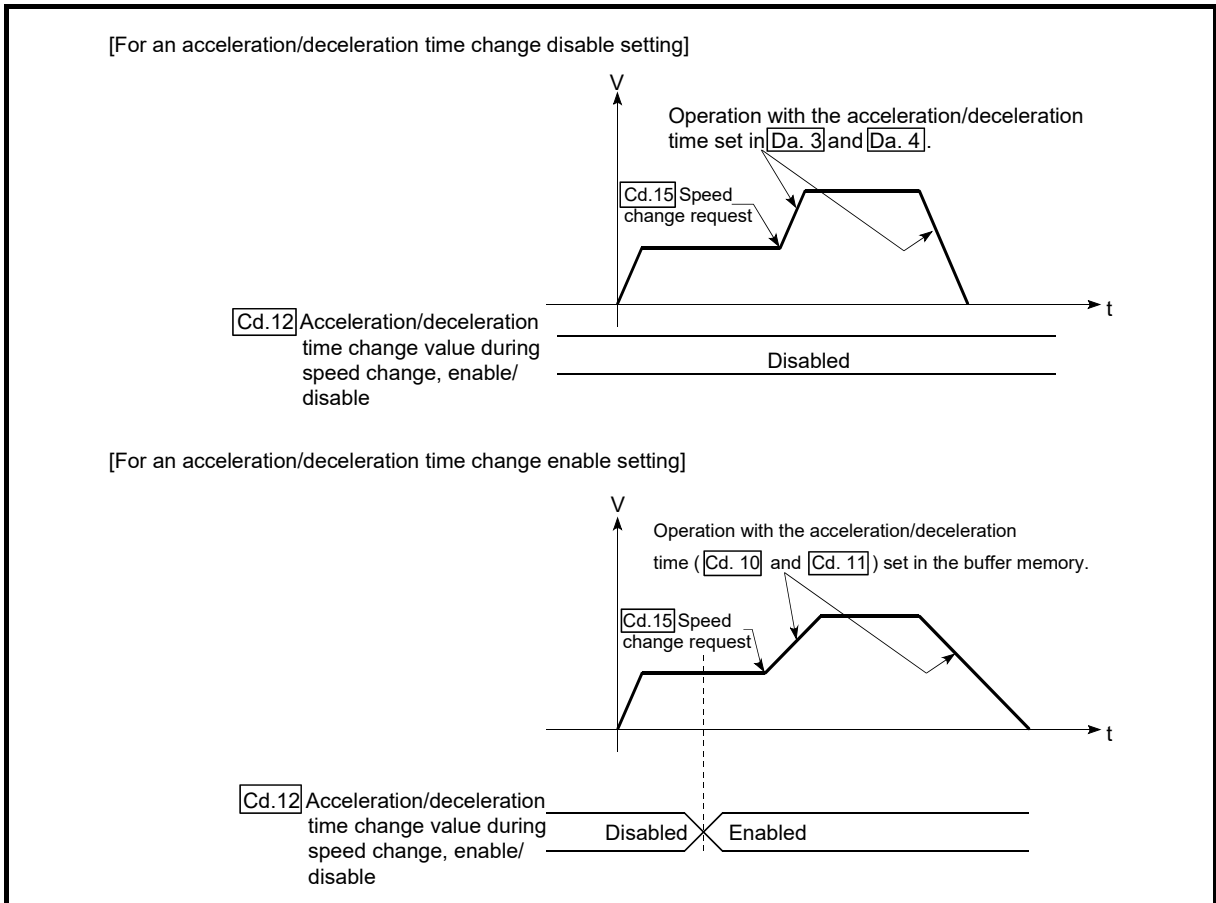 [For an acceleration/deceleration time change disable setting]
V
Operation with the acceleration/deceleration
time set in Da. 3 and Da. 4.
Cd.15 Speed
change request
t
Cd.12 Acceleration/deceleration
time change value during
speed change, enable/
disable
Disabled
[For an acceleration/deceleration time change enable setting]
V
Operation with the acceleration/deceleration
time ( Cd. 10 and Cd. 11 ) set in the buffer memory.
Cd.15 Speed
change request
t
Cd.12 Acceleration/deceleration
time change value during
speed change, enable/
disable
Disabled Enabled